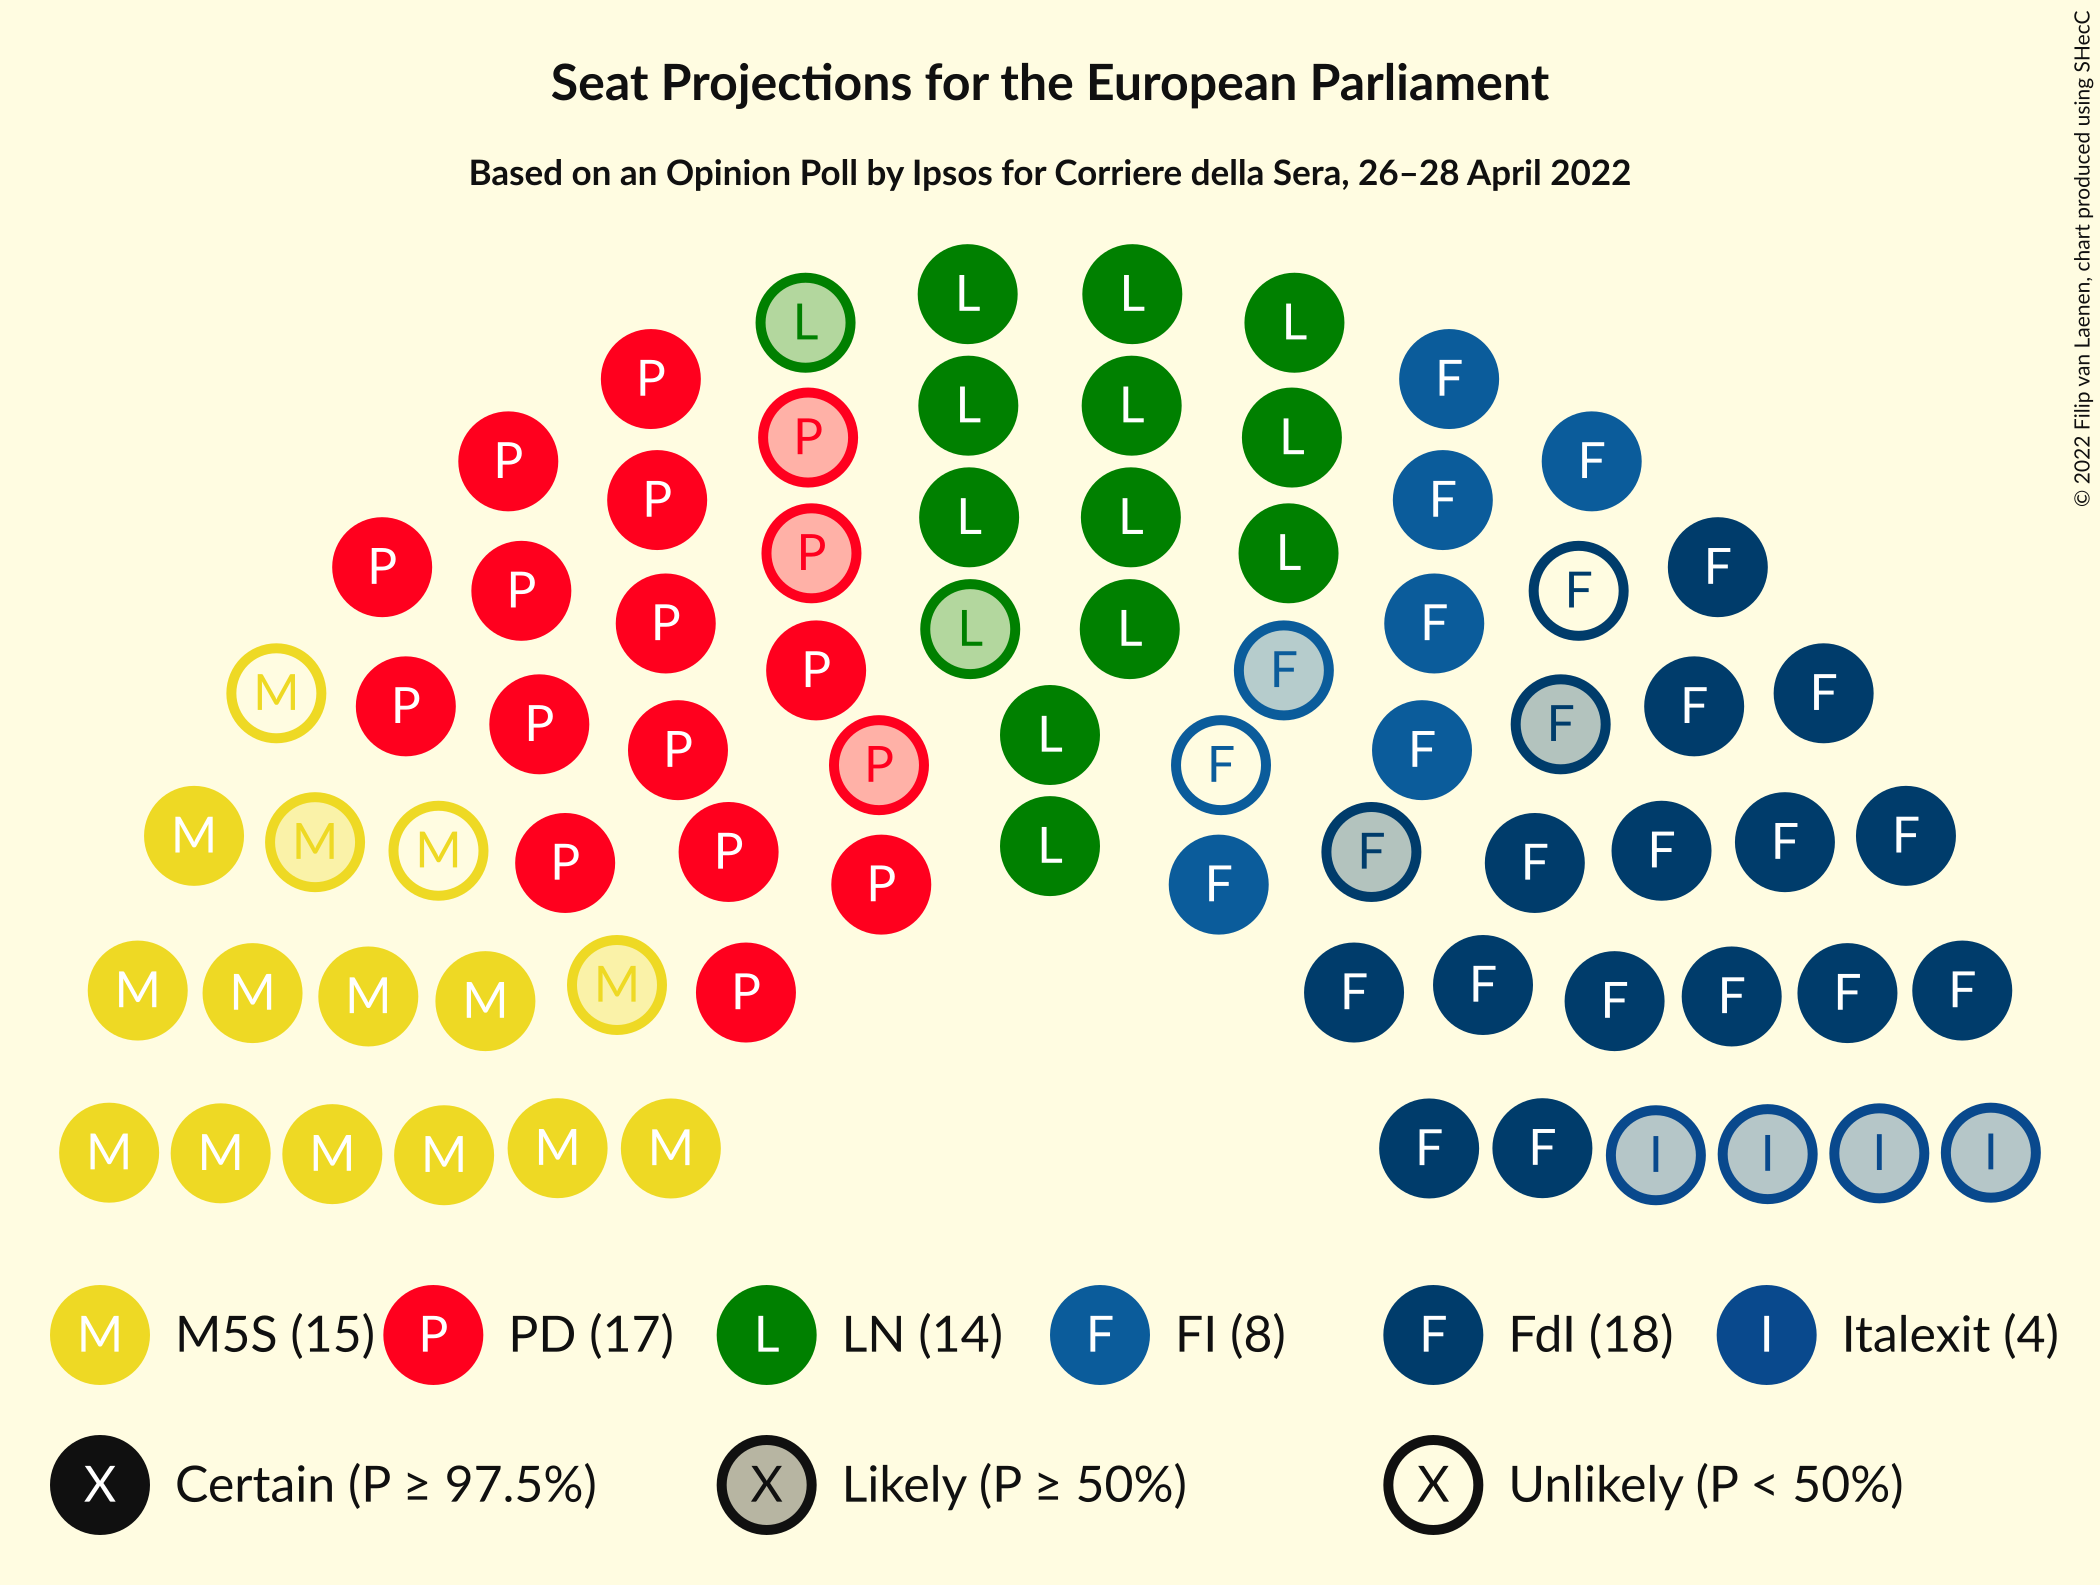 Seat Projections for the European Parliament
Based on an Opinion Poll by Ipsos for Corriere della Sera, 26–28 April 2022
© 2022 Filip van Laenen, chart produced using SHecC
L L
L L
P F
L L
P L L F
P F
P F
P L L F
P F F
P P F
L L
P P F F
M P F F
P P L F F
P F
M M M P P L F F F F F
P F
M M M M M P F F F F F F
M M M M M M F F I I I I
M M5S (15) P PD (17) L LN (14) F FI (8) F FdI (18) I Italexit (4)
X Certain (P ≥ 97.5%) X Likely (P ≥ 50%) X Unlikely (P < 50%)